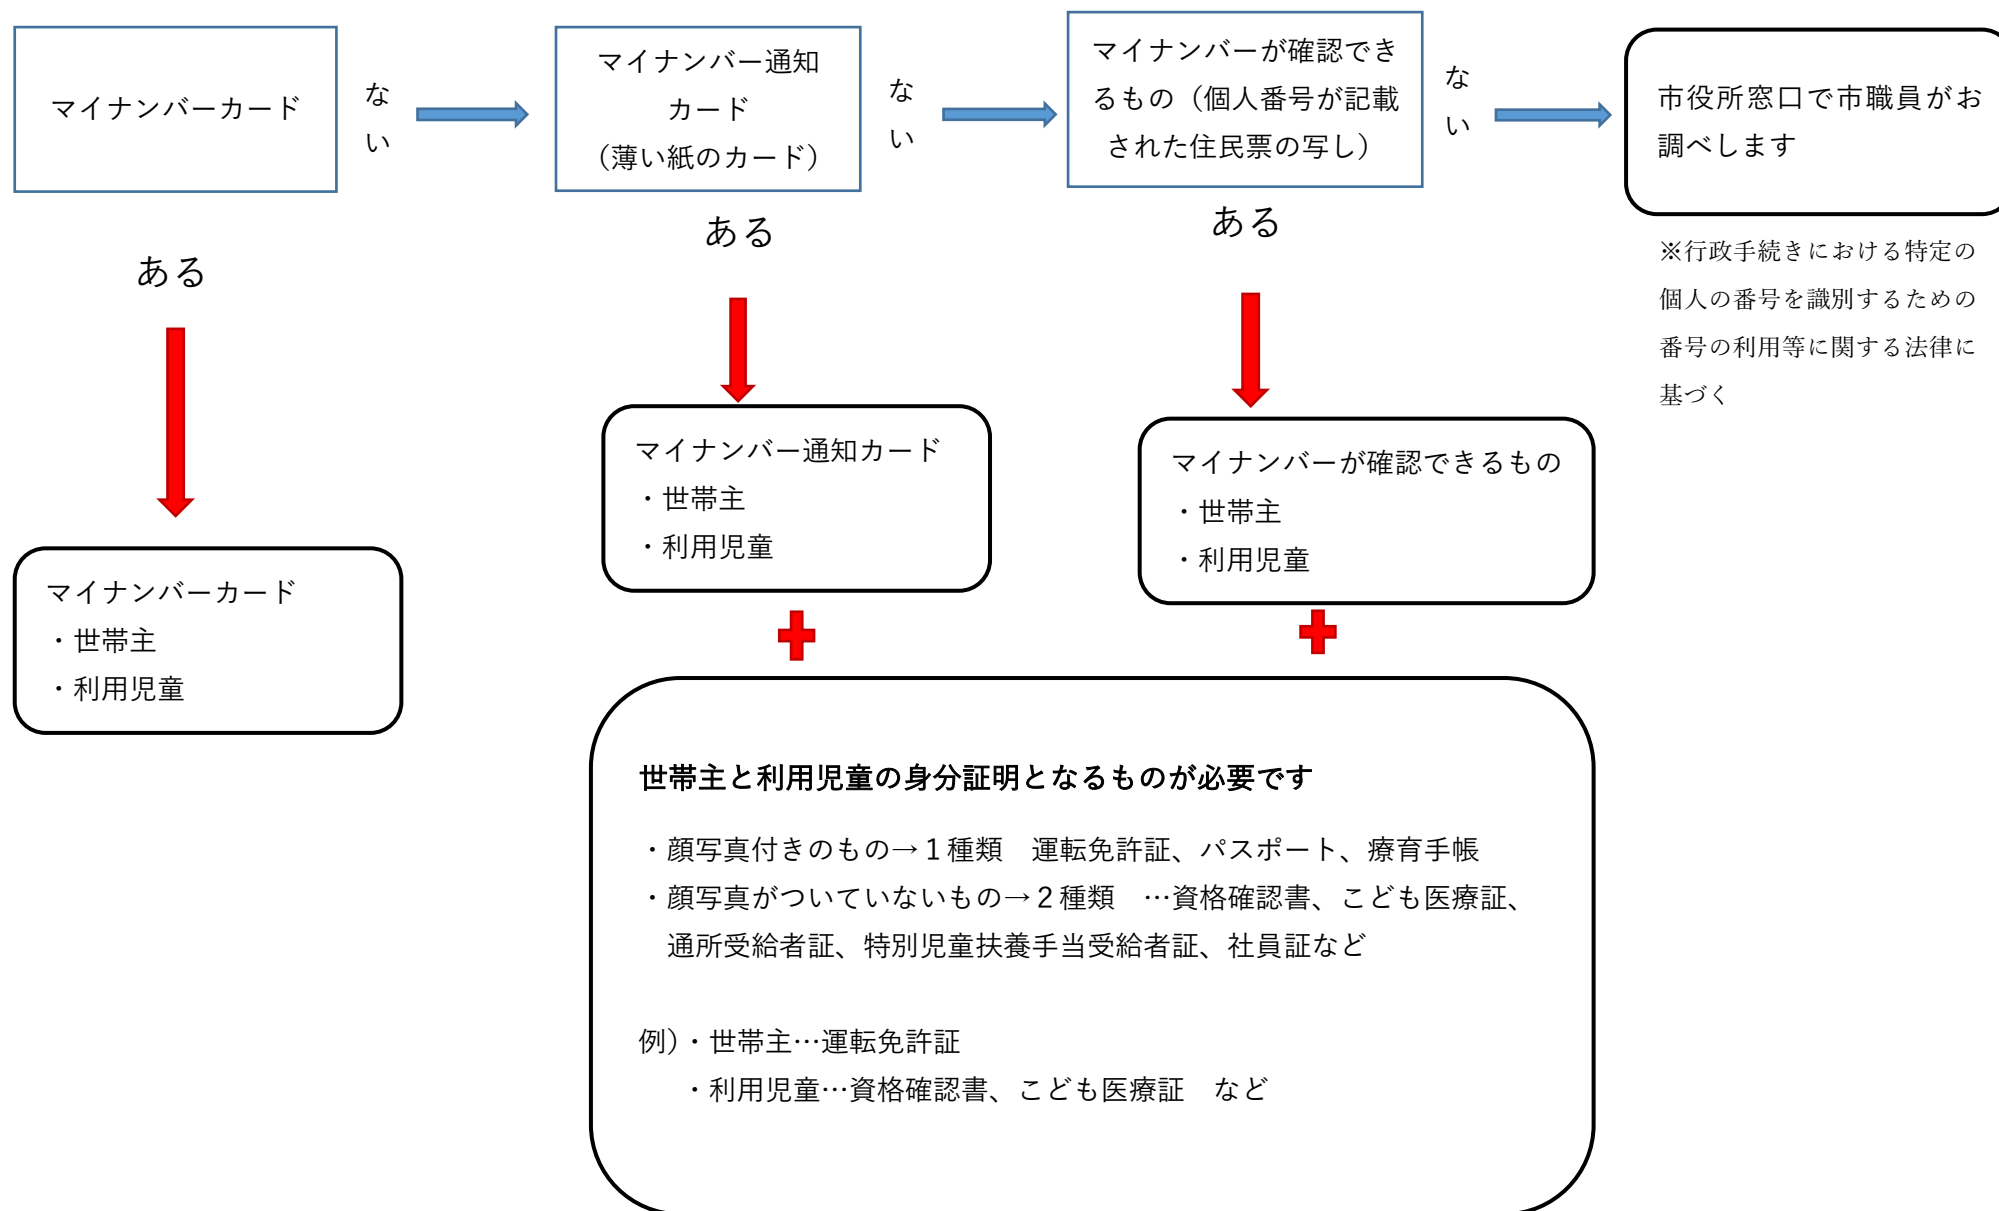 マイナンバーカード
ない
マイナンバー通知
カード
（薄い紙のカード）
ない
マイナンバーが確認でき
るもの（個人番号が記載
された住民票の写し）
ない
市役所窓口で市職員がお
調べします
※行政手続きにおける特定の
個人の番号を識別するための
番号の利用等に関する法律に
基づく
ある
ある
ある
マイナンバーカード
・世帯主
・利用児童
マイナンバー通知カード
・世帯主
・利用児童
マイナンバーが確認できるもの
・世帯主
・利用児童
世帯主と利用児童の身分証明となるものが必要です
・顔写真付きのもの→１種類　運転免許証、パスポート、療育手帳
・顔写真がついていないもの→２種類　…資格確認書、こども医療証、
通所受給者証、特別児童扶養手当受給者証、社員証など
例）・世帯主…運転免許証
・利用児童…資格確認書、こども医療証　など